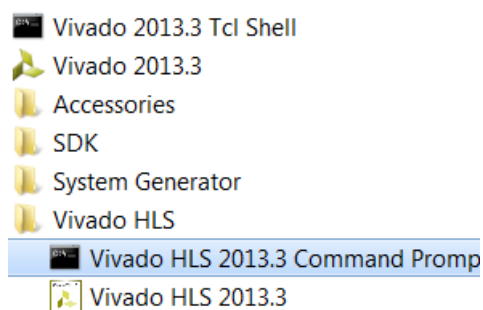 Vivado 2013.3 Tcl Shell
Vivado 2013.3
Accessories
SDK
System Generator
Vivado HLS
Vivado HLS 2013.3 Command Promp
Vivado HLS 2013.3